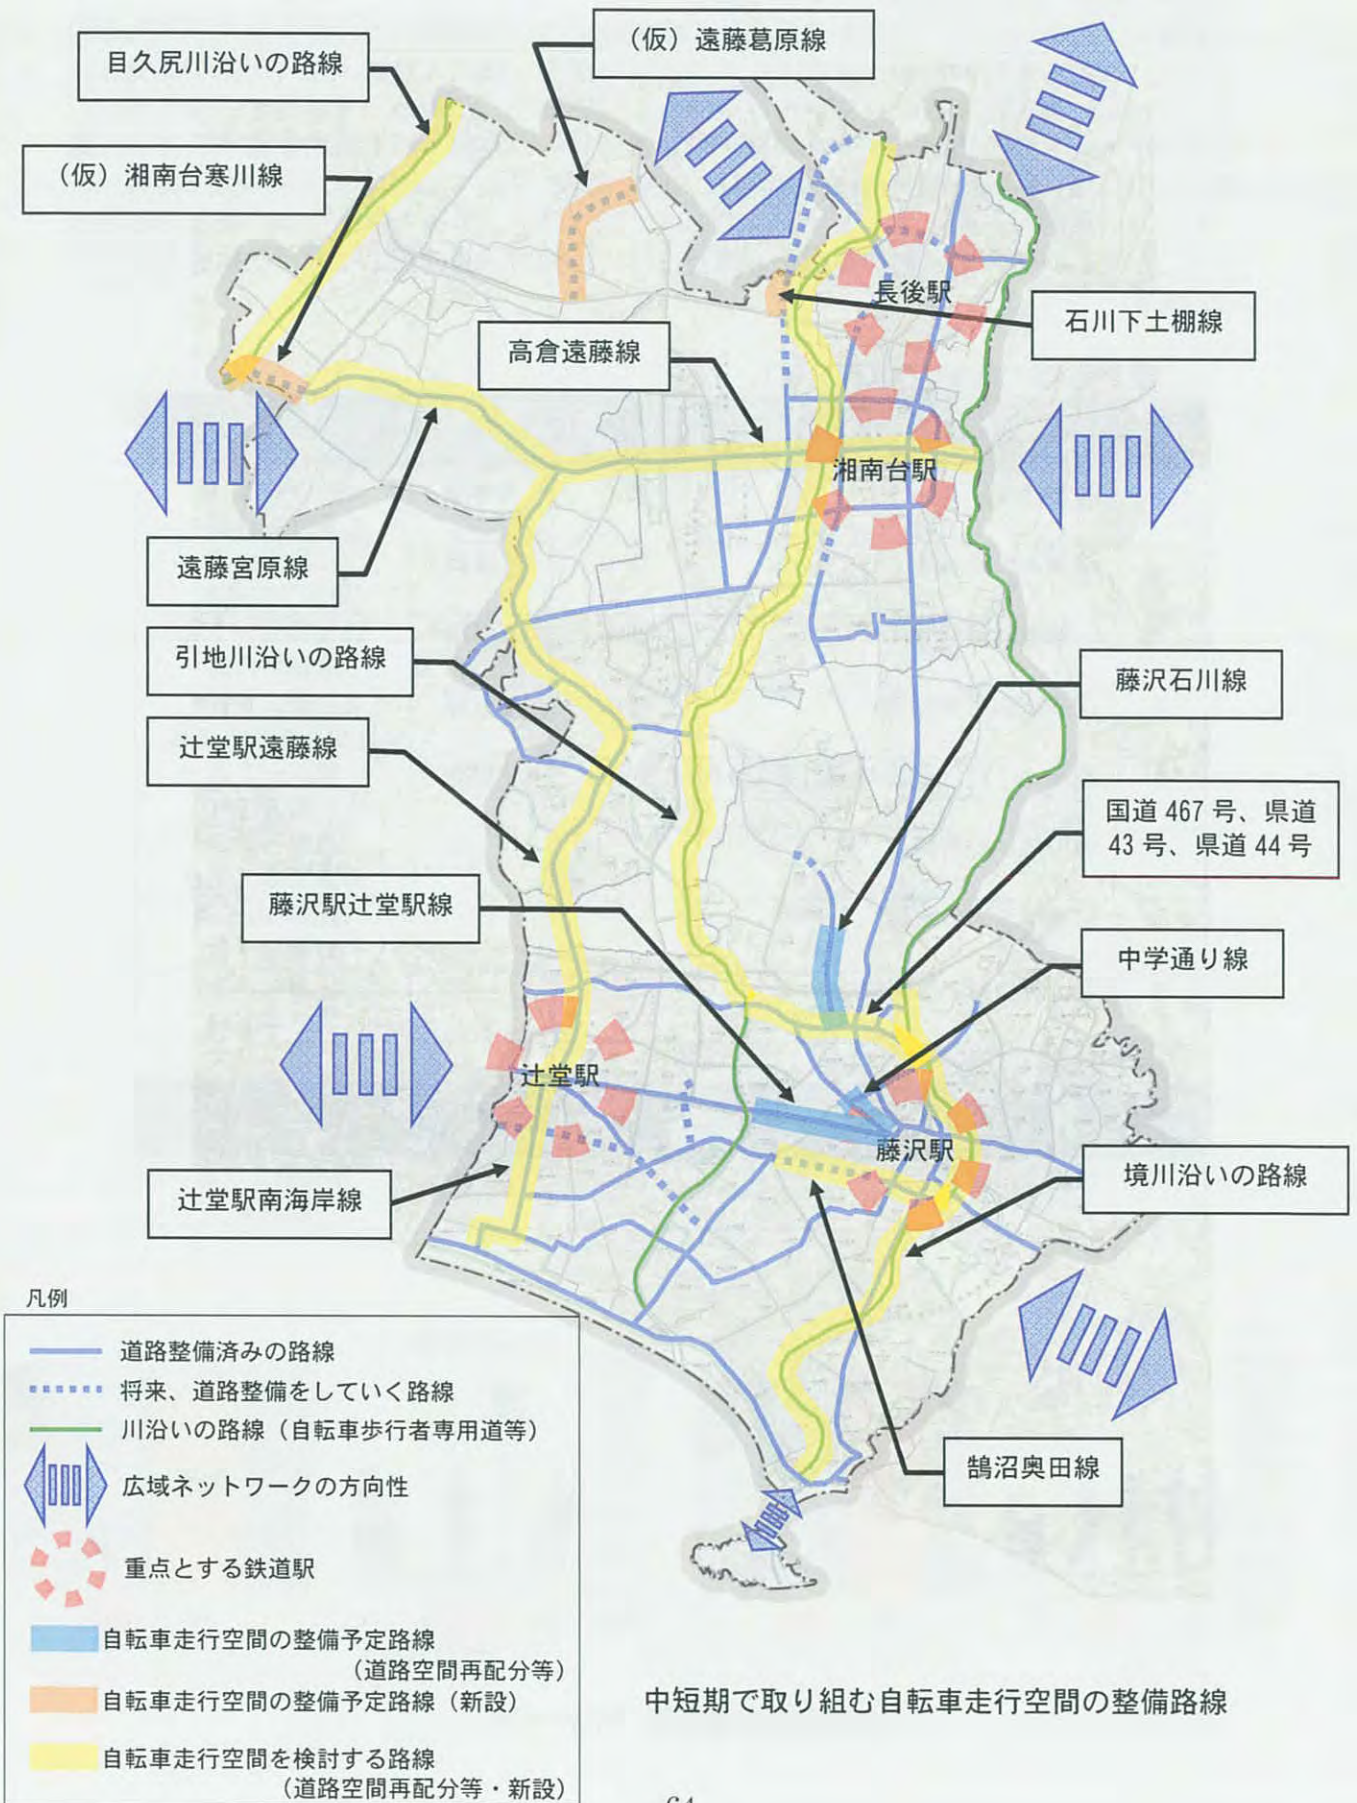 目久尻川沿いの路線
（仮）遠藤葛原線
（仮）湘南台寒川線
長後駅
石川下土棚線
高倉遠藤線
湘南台駅
遠藤宮原線
引地川沿いの路線
藤沢石川線
辻堂駅遠藤線
国道 467 号、県道
43 号、県道 44 号
藤沢駅辻堂駅線
中学通り線
辻堂駅
藤沢駅
境川沿いの路線
辻堂駅南海岸線
鵠沼奥田線
凡例
道路整備済みの路線
将来、道路整備をしていく路線
川沿いの路線（自転車歩行者専用道等）
広域ネットワークの方向性
重点とする鉄道駅
自転車走行空間の整備予定路線
（道路空間再配分等）
自転車走行空間の整備予定路線（新設）
自転車走行空間を検討する路線
（道路空間再配分等・新設）
中短期で取り組む自転車走行空間の整備路線